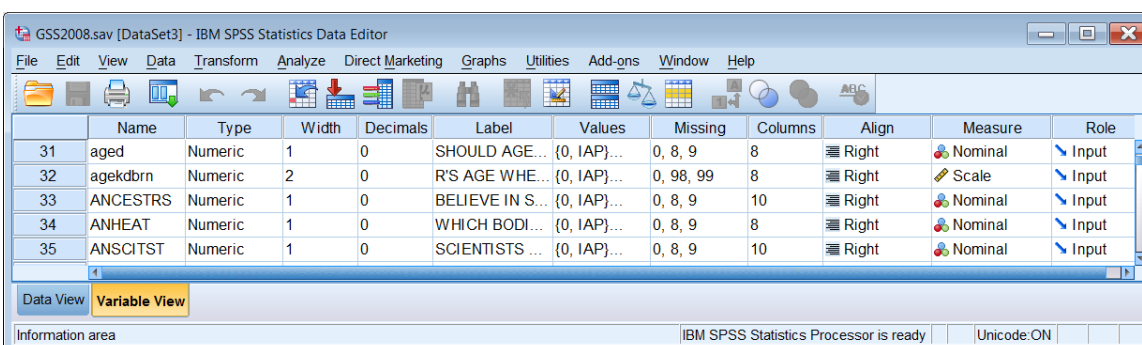 GSS2008.sav [DataSet3] - IBM SPSS Statistics Data Editor
File Edit View Data Transform Analyze Direct Marketing Graphs Utilities Add-ons Window Help
Name Type Width Decimals Label Values Missing Columns Align Measure Role
31 aged Numeric 1 0 SHOULD AGE... {0, IAP}... 0, 8, 9 8 Right Nominal Input
32 agekdbrn Numeric 2 0 R'S AGE WHE... {0, IAP}... 0, 98, 99 8 Right Scale Input
33 ANCESTRS Numeric 1 0 BELIEVE IN S... {0, IAP}... 0, 8, 9 10 Right Nominal Input
34 ANHEAT Numeric 1 0 WHICH BODI... {0, IAP}... 0, 8, 9 8 Right Nominal Input
35 ANSCITST Numeric 1 0 SCIENTISTS ... {0, IAP}... 0, 8, 9 10 Right Nominal Input
Data View Variable View
Information area IBM SPSS Statistics Processor is ready Unicode:ON